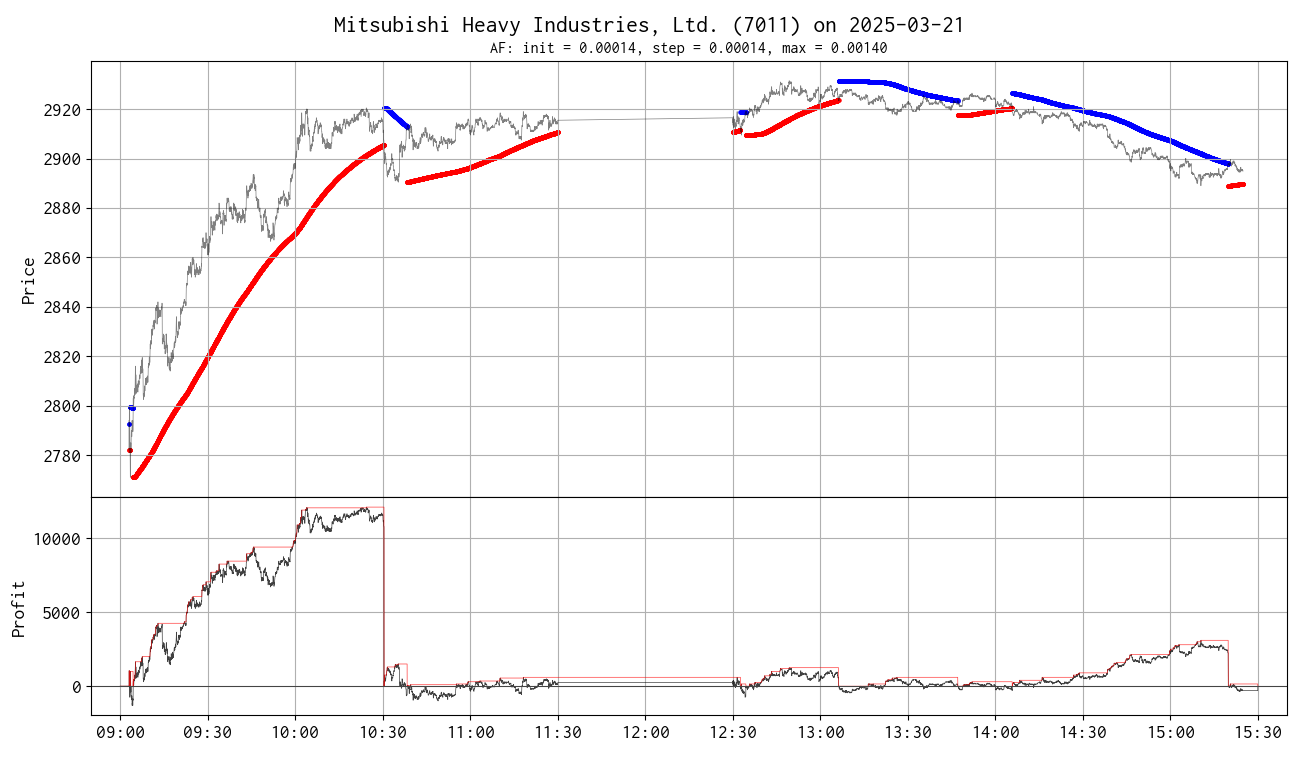 Mitsubishi Heavy Industries, Ltd. (7011) on 2025-03-21
AF: init = 0.00014, step = 0.00014, max = 0.00140
Price
2920
2900
2880
2860
2840
2820
2800
2780
Profit
10000
5000
0
09:00 09:30 10:00 10:30 11:00 11:30 12:00 12:30 13:00 13:30 14:00 14:30 15:00 15:30